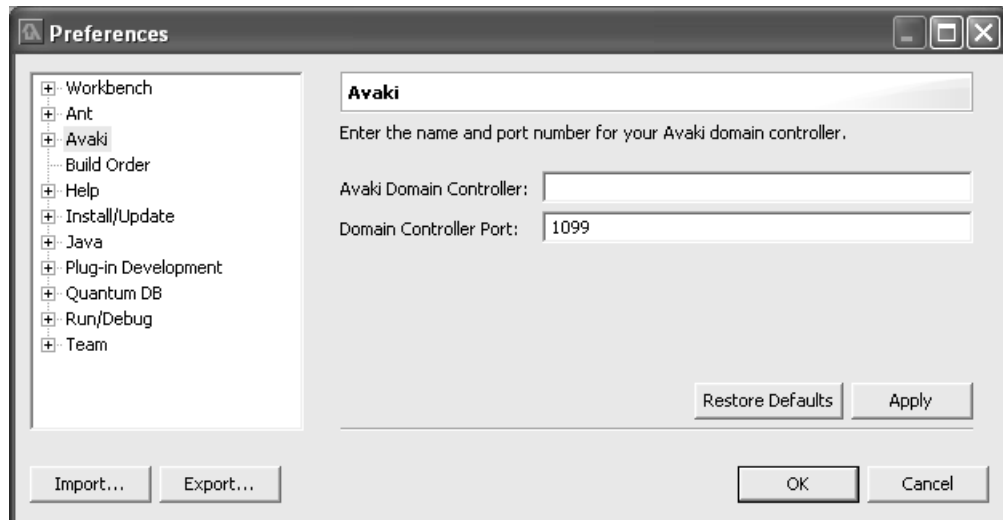 Preferences
Workbench
Ant
Avaki
Build Order
Help
Install/Update
Java
Plug-in Development
Quantum DB
Run/Debug
Team
Avaki
Enter the name and port number for your Avaki domain controller.
Avaki Domain Controller:
Domain Controller Port: 1099
Restore Defaults Apply
Import... Export... OK Cancel